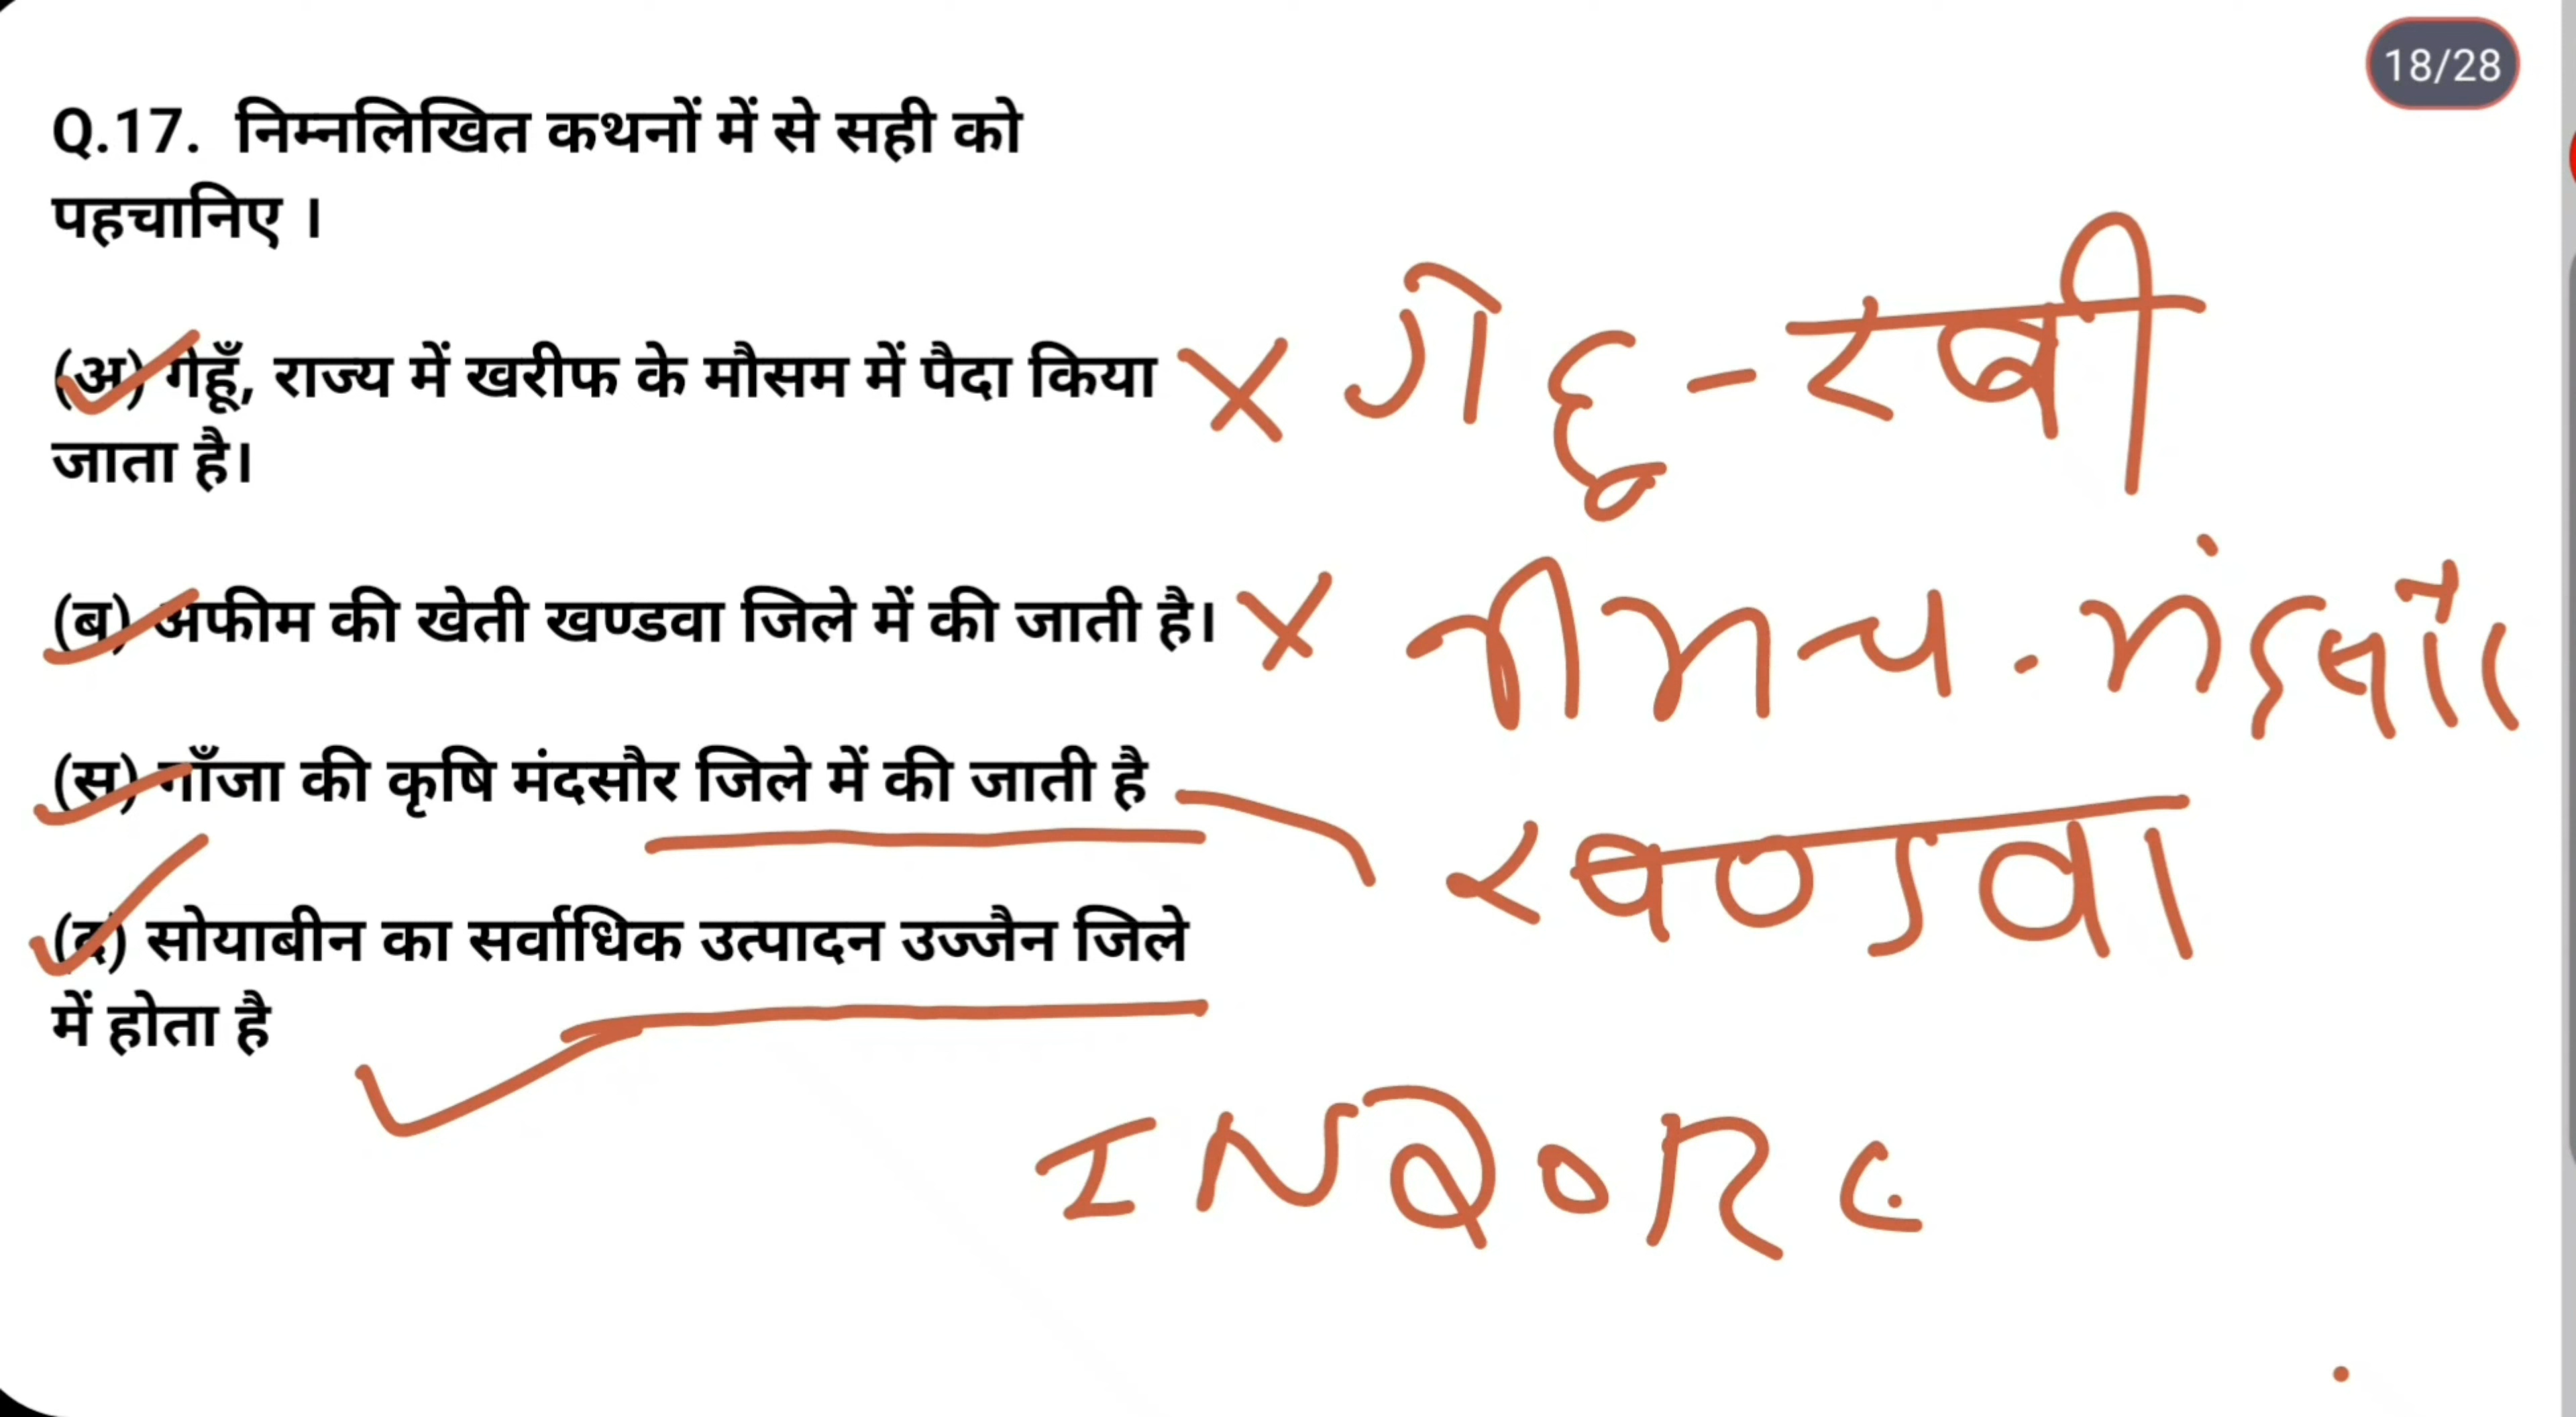 18/28
Q.17. निम्नलिखित कथनों में से सही को
पहचानिए ।
(अ) गेहूँ, राज्य में खरीफ के मौसम में पैदा किया
जाता है।
गेहू - रबी
(ब) अफीम की खेती खण्डवा जिले में की जाती है।
नीमच . मंदसौर
(स) गाँजा की कृषि मंदसौर जिले में की जाती है
खण्डवा
(द) सोयाबीन का सर्वाधिक उत्पादन उज्जैन जिले
में होता है
INDORE